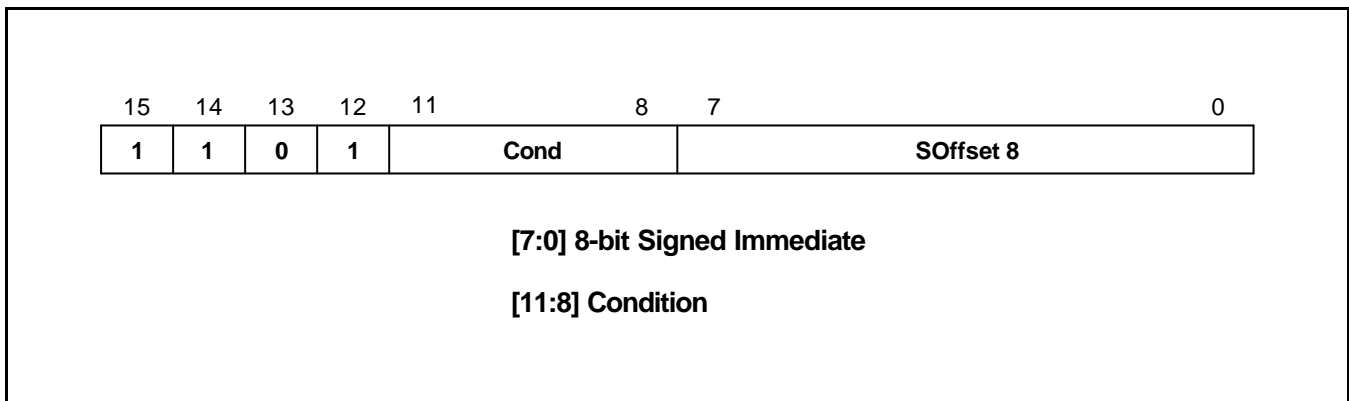 15 14 13 12 11 8 7 0
1 1 0 1 Cond SOffset 8
[7:0] 8-bit Signed Immediate
[11:8] Condition